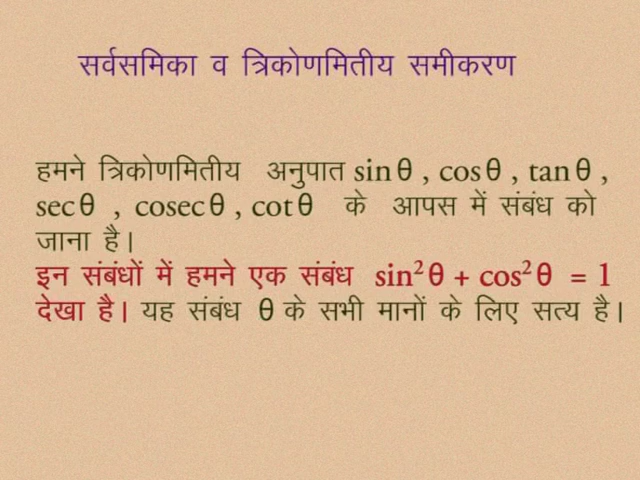 सर्वसमिका व त्रिकोणमितीय समीकरण
हमने त्रिकोणमितीय अनुपात sin θ , cos θ , tan θ ,
sec θ , cosec θ , cot θ के आपस में संबंध को
जाना है।
इन संबंधों में हमने एक संबंध sin²θ + cos²θ = 1
देखा है। यह संबंध θ के सभी मानों के लिए सत्य है।